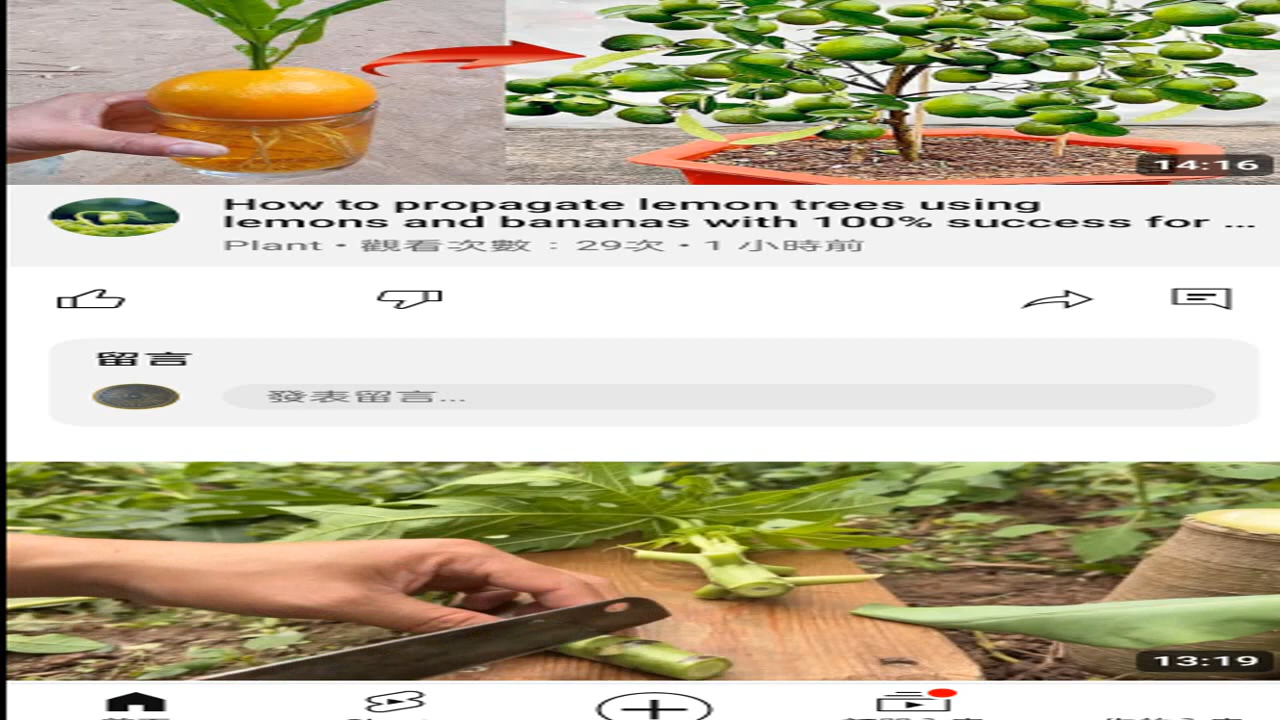 14:16
How to propagate lemon trees using
lemons and bananas with 100% success for ...
Plant・觀看次數：29次・1 小時前
留言
發表留言...
13:19